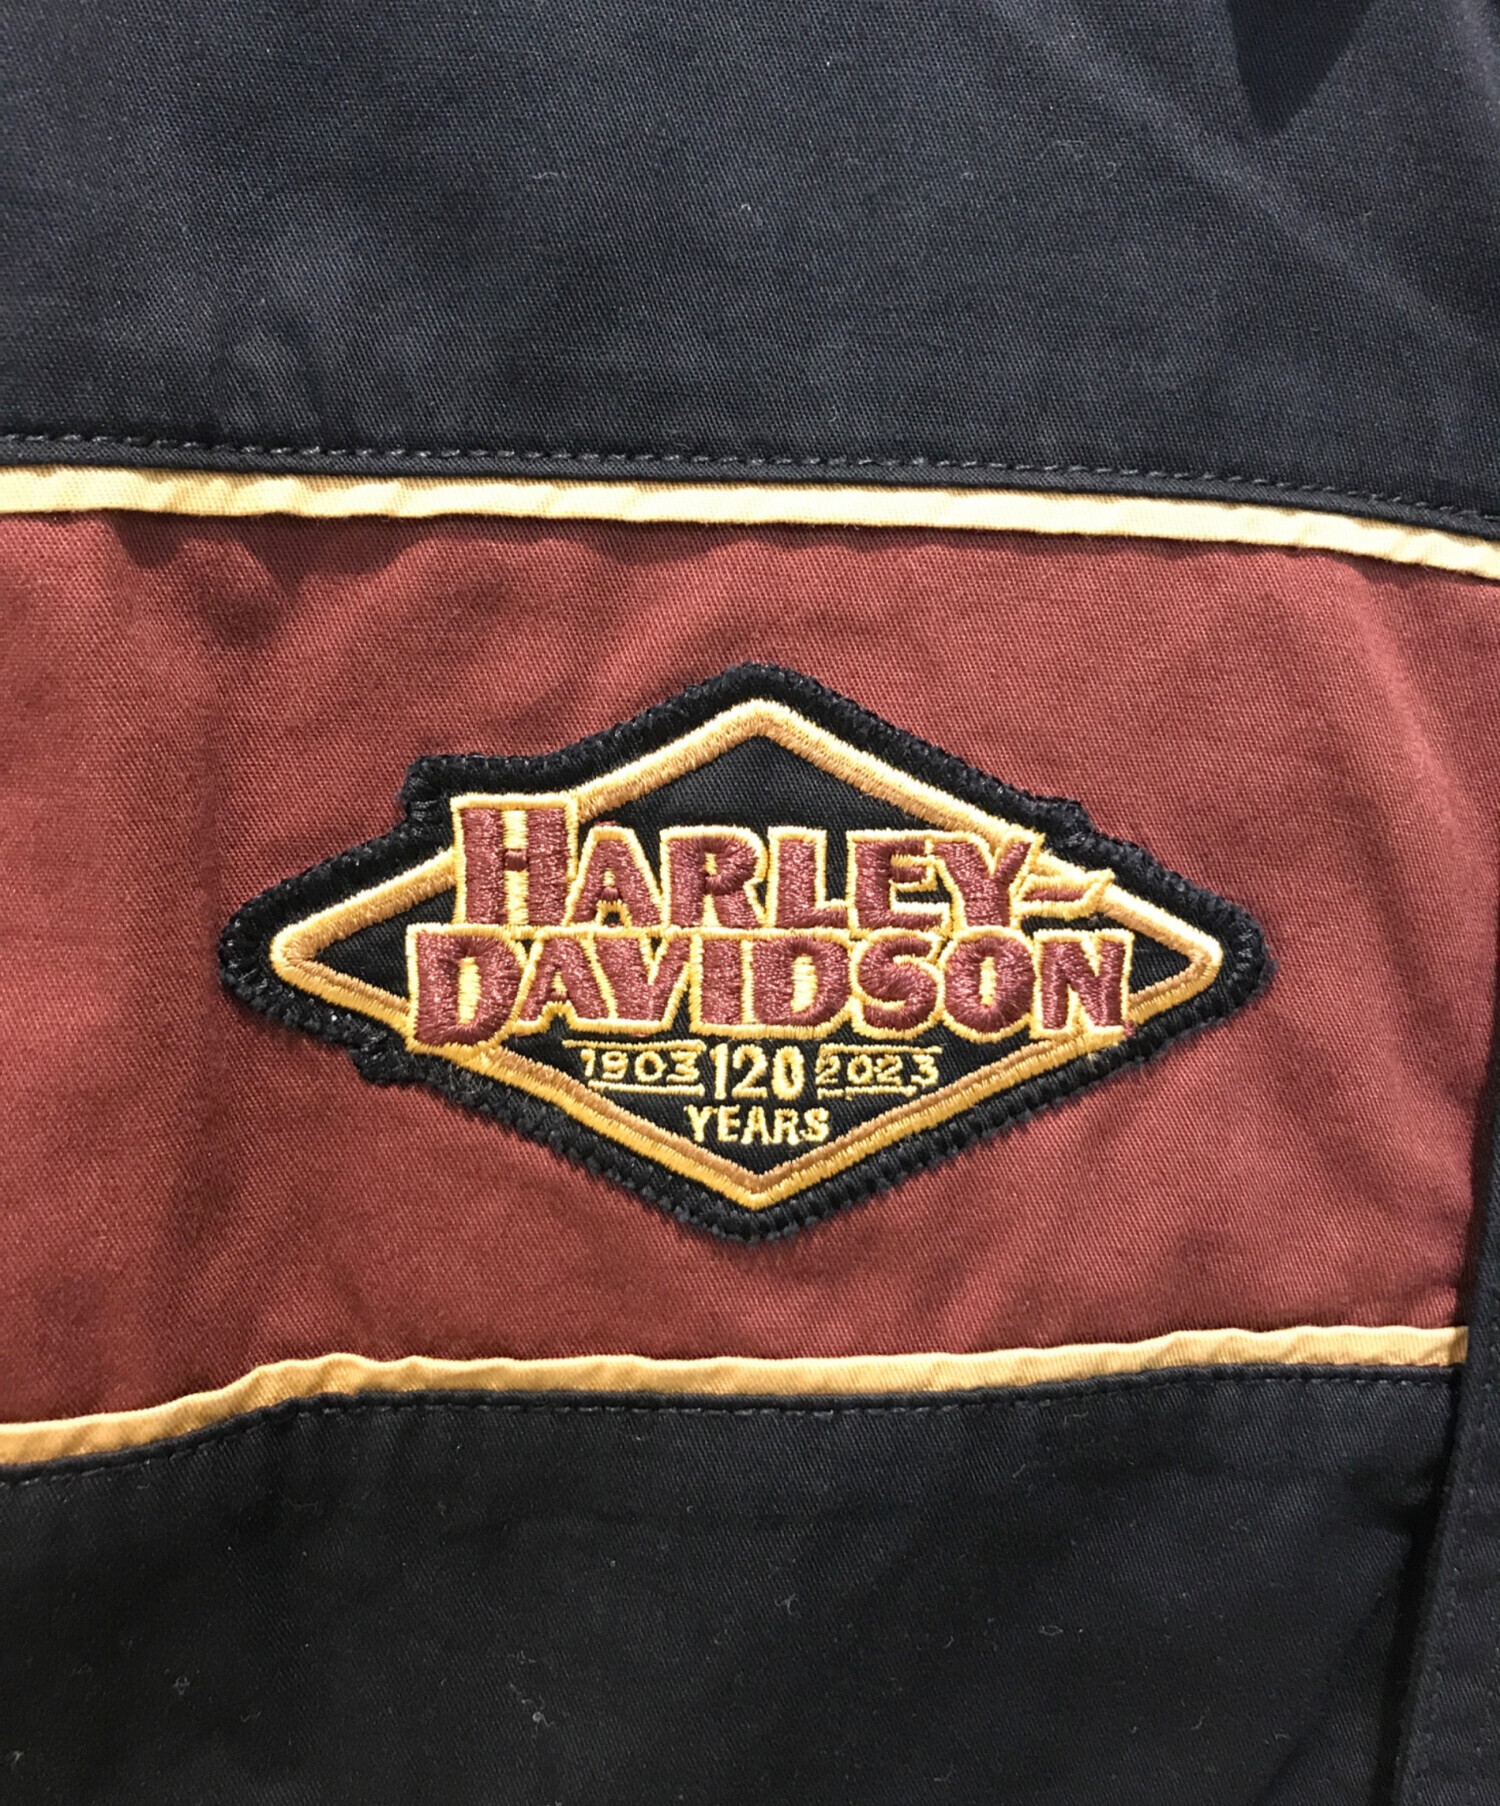 HARLEY-
DAVIDSON
1903 120 2023
YEARS